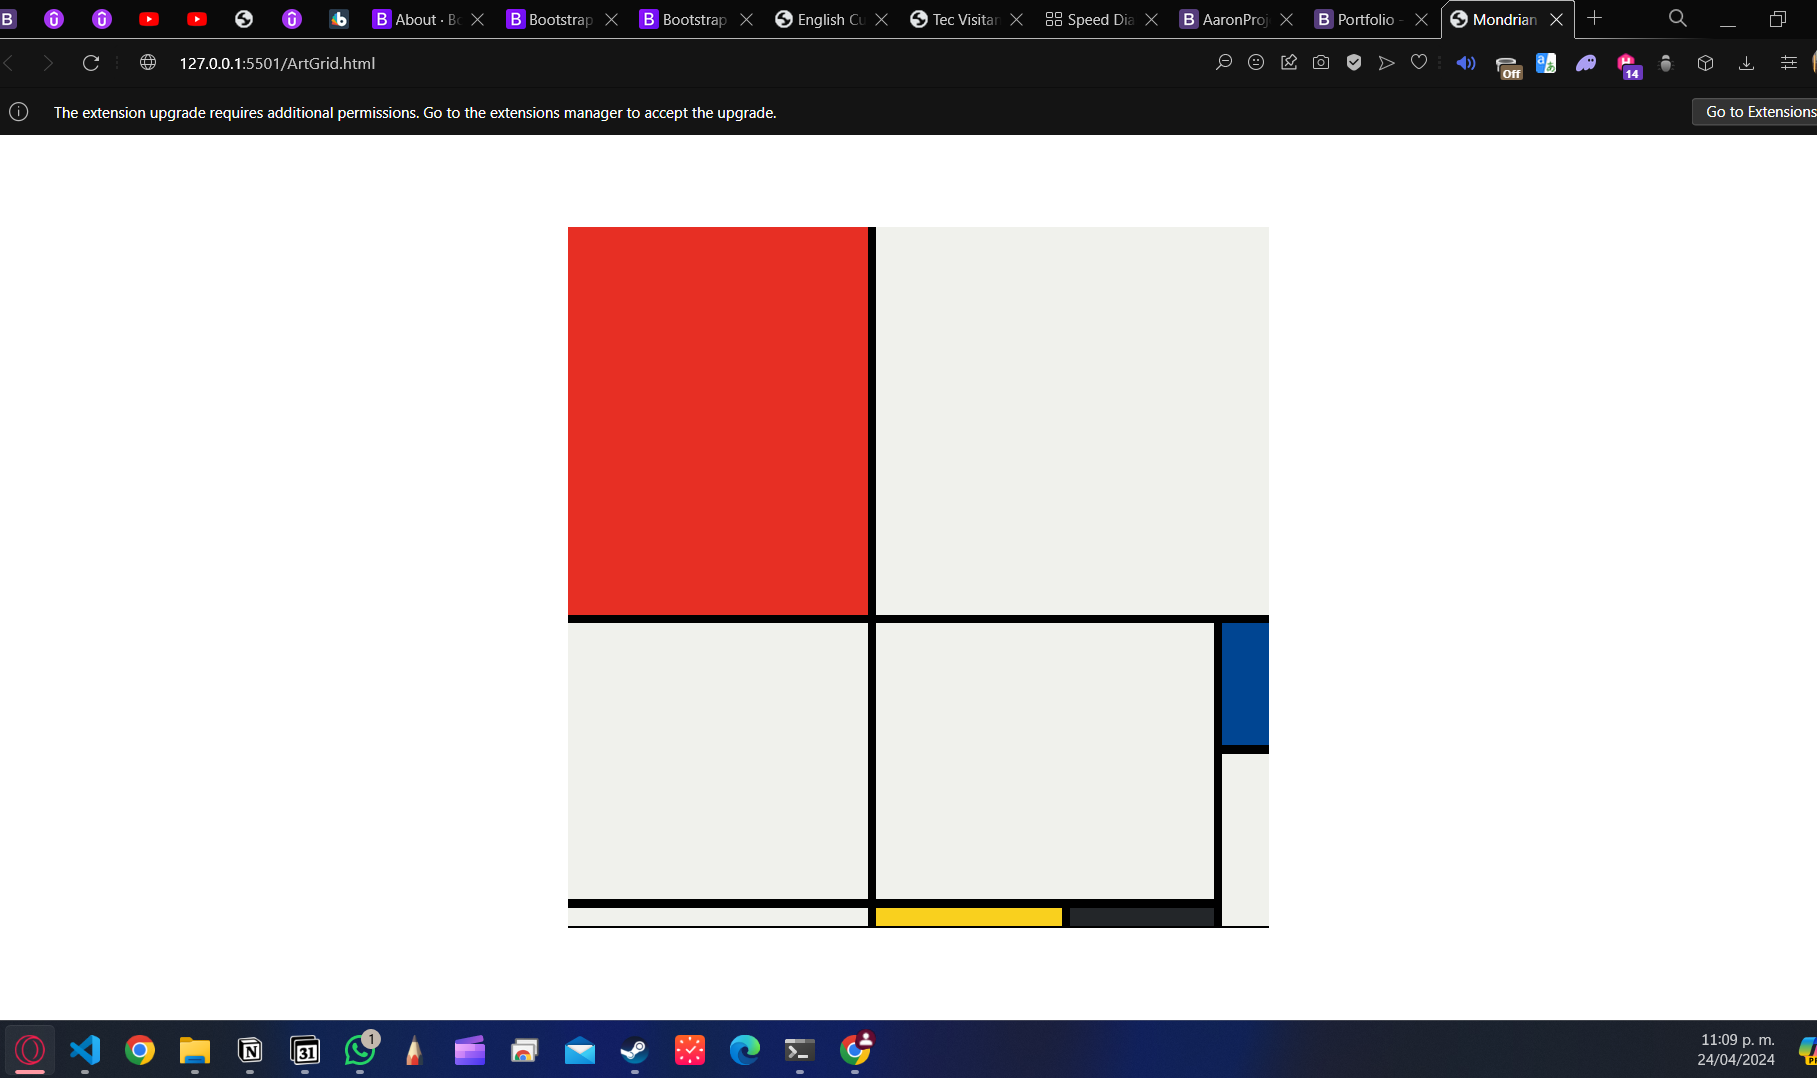 B About · B Bootstrap B Bootstrap English Cu Tec Visitan Speed Dia B AaronProj B Portfolio - Mondrian
127.0.0.1:5501/ArtGrid.html Off 14
The extension upgrade requires additional permissions. Go to the extensions manager to accept the upgrade. Go to Extensions
31 1 11:09 p. m.
24/04/2024